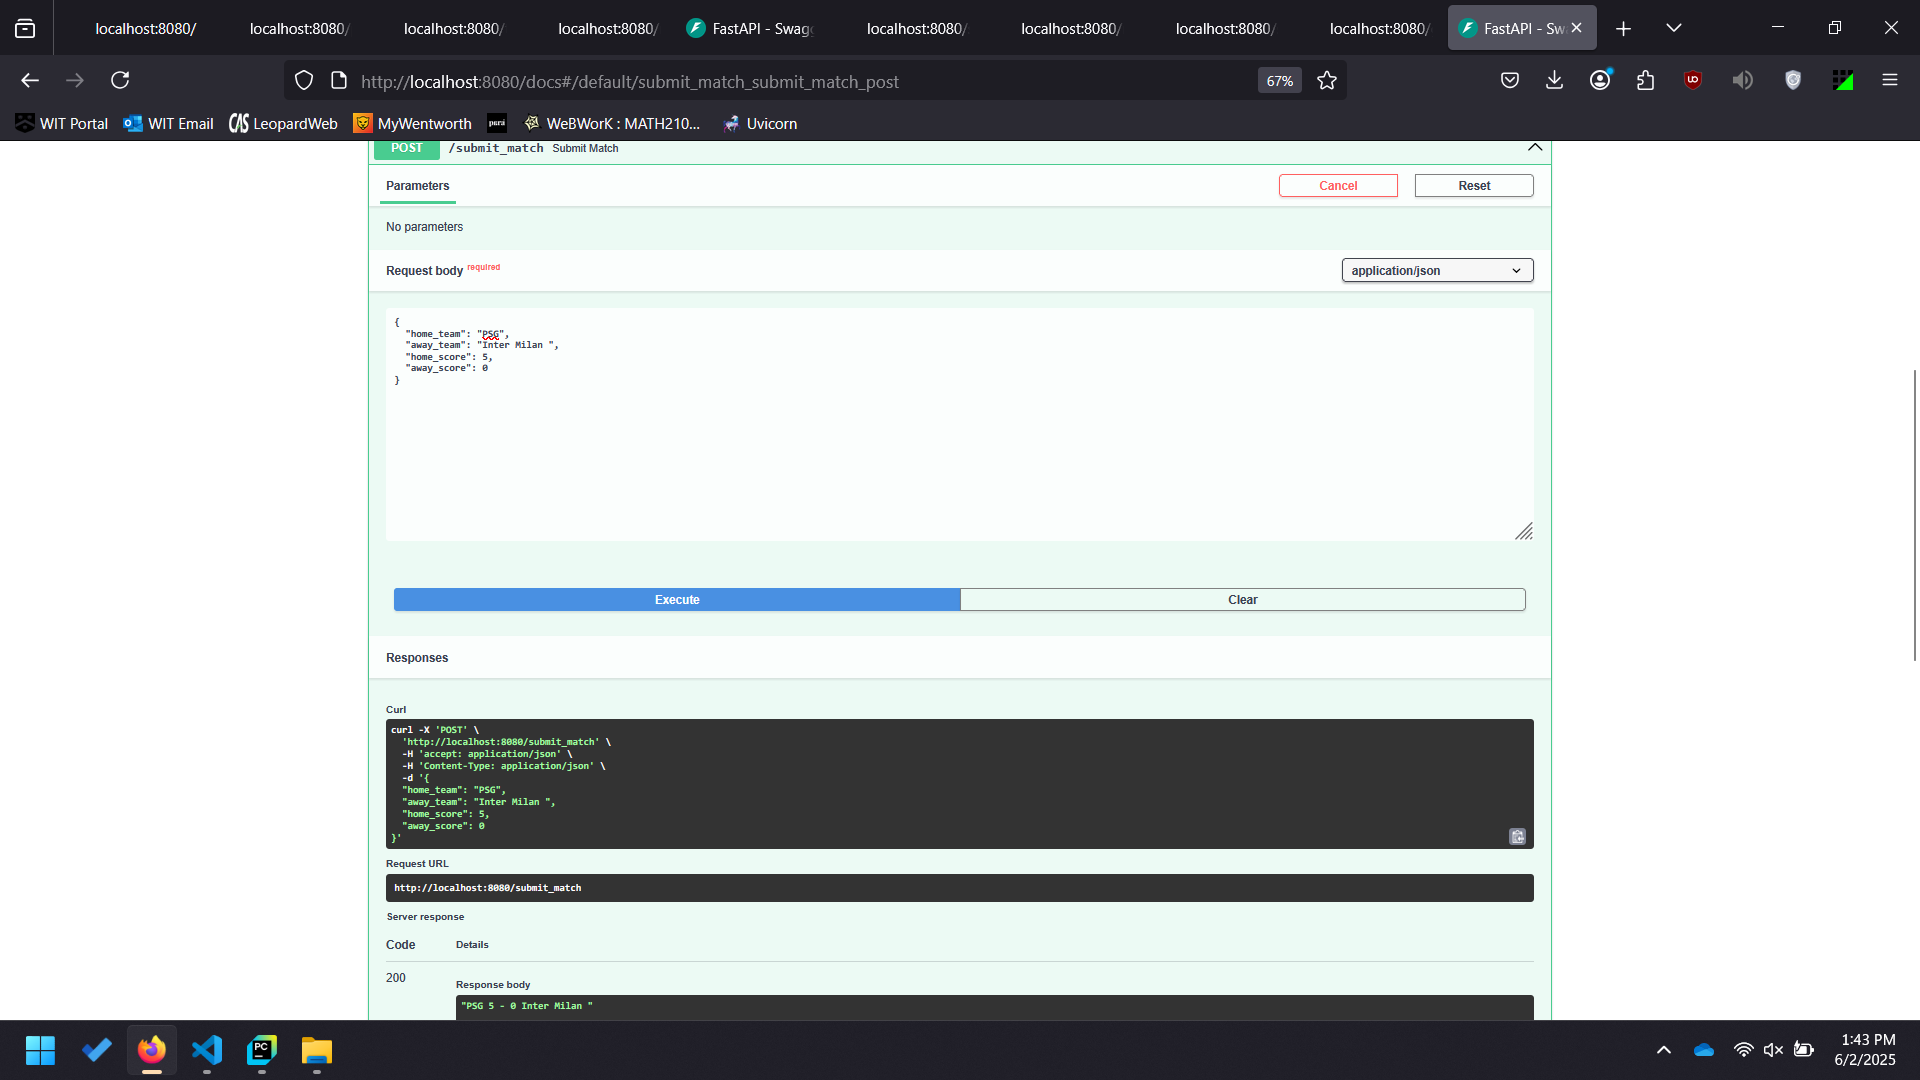 localhost:8080/
localhost:8080/
localhost:8080/
localhost:8080/
FastAPI - Swag
localhost:8080/
localhost:8080/
localhost:8080/
localhost:8080/
FastAPI - Sw
http://localhost:8080/docs#/default/submit_match_submit_match_post
67%
WIT Portal
WIT Email
LeopardWeb
MyWentworth
WeBWorK : MATH210...
Uvicorn
POST /submit_match Submit Match
Parameters
Cancel
Reset
No parameters
Request body required
application/json
{
"home_team": "PSG",
"away_team": "Inter Milan ",
"home_score": 5,
"away_score": 0
}
Execute
Clear
Responses
Curl
curl -X 'POST' \
'http://localhost:8080/submit_match' \
-H 'accept: application/json' \
-H 'Content-Type: application/json' \
-d '{
"home_team": "PSG",
"away_team": "Inter Milan ",
"home_score": 5,
"away_score": 0
}'
Request URL
http://localhost:8080/submit_match
Server response
Code Details
200
Response body
"PSG 5 - 0 Inter Milan "
PC
1:43 PM
6/2/2025